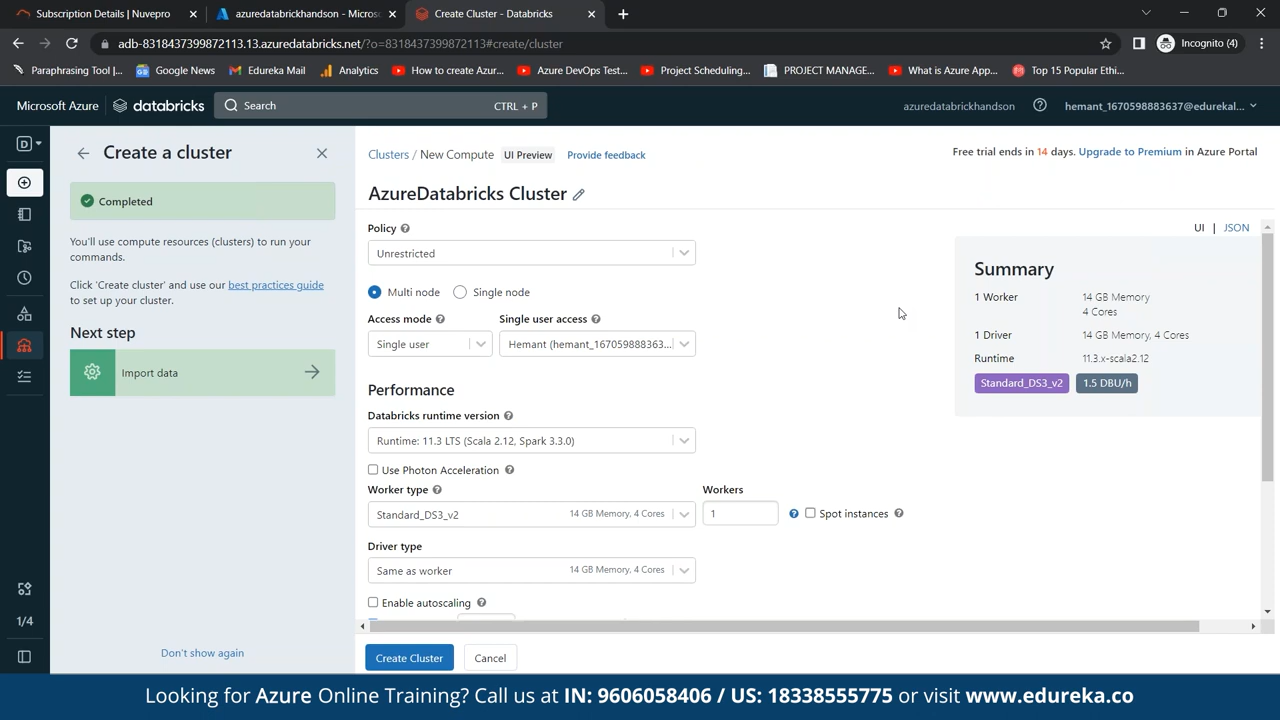 Subscription Details | Nuvepro
azuredatabrickhandson - Microso
Create Cluster - Databricks
adb-8318437399872113.13.azuredatabricks.net/?o=8318437399872113#create/cluster
Incognito (4)
Paraphrasing Tool |...
Google News
Edureka Mail
Analytics
How to create Azur...
Azure DevOps Test...
Project Scheduling...
PROJECT MANAGE...
What is Azure App...
Top 15 Popular Ethi...
Microsoft Azure
databricks
Search
CTRL + P
azuredatabrickhandson
hemant_1670598883637@edurekal...
D
Create a cluster
Completed
You'll use compute resources (clusters) to run your
commands.
Click 'Create cluster' and use our best practices guide
to set up your cluster.
Next step
Import data
1/4
Don't show again
Clusters / New Compute UI Preview Provide feedback
Free trial ends in 14 days. Upgrade to Premium in Azure Portal
AzureDatabricks Cluster
UI | JSON
Policy
Unrestricted
Multi node
Single node
Access mode
Single user access
Single user
Hemant (hemant_167059888363...
Performance
Databricks runtime version
Runtime: 11.3 LTS (Scala 2.12, Spark 3.3.0)
Use Photon Acceleration
Worker type
Workers
Standard_DS3_v2
14 GB Memory, 4 Cores
1
Spot instances
Driver type
Same as worker
14 GB Memory, 4 Cores
Enable autoscaling
Create Cluster
Cancel
Summary
1 Worker
14 GB Memory
4 Cores
1 Driver
14 GB Memory, 4 Cores
Runtime
11.3.x-scala2.12
Standard_DS3_v2
1.5 DBU/h
Looking for Azure Online Training? Call us at IN: 9606058406 / US: 18338555775 or visit www.edureka.co